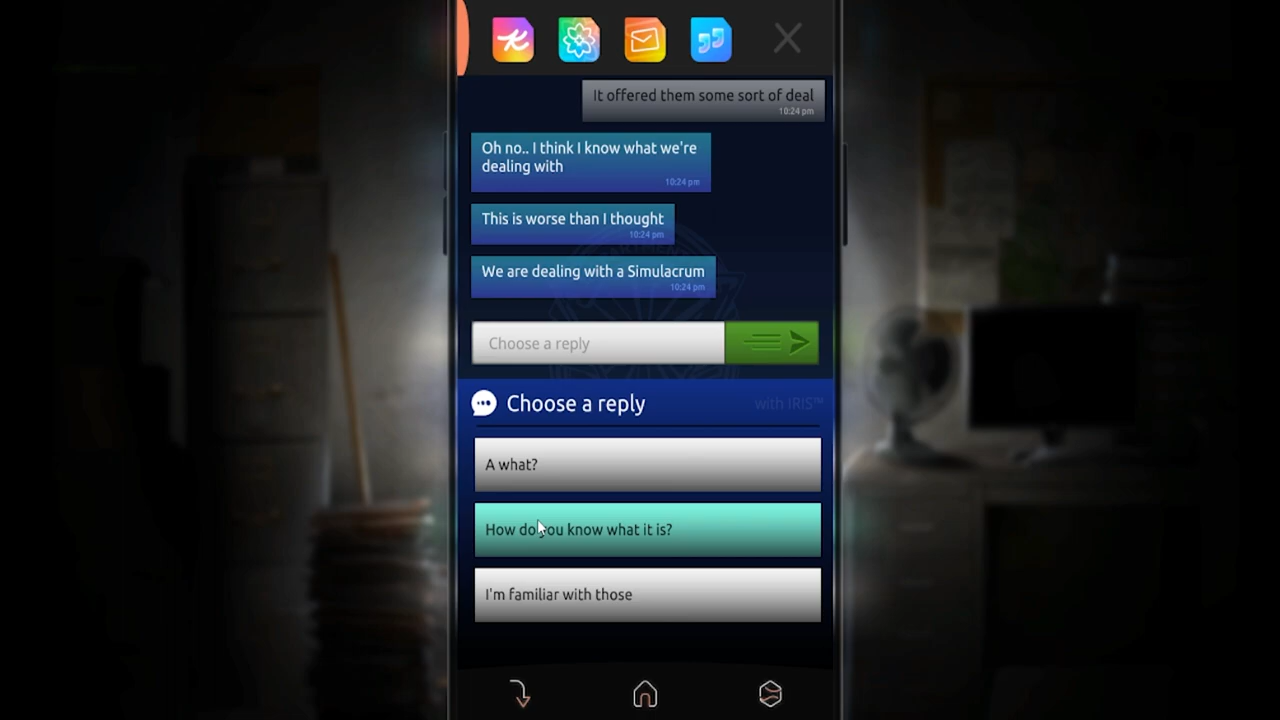 It offered them some sort of deal
10:24 pm
Oh no.. I think I know what we're
dealing with
10:24 pm
This is worse than I thought
10:24 pm
We are dealing with a Simulacrum
10:24 pm
Choose a reply
Choose a reply
with IRIS™
A what?
How do you know what it is?
I'm familiar with those